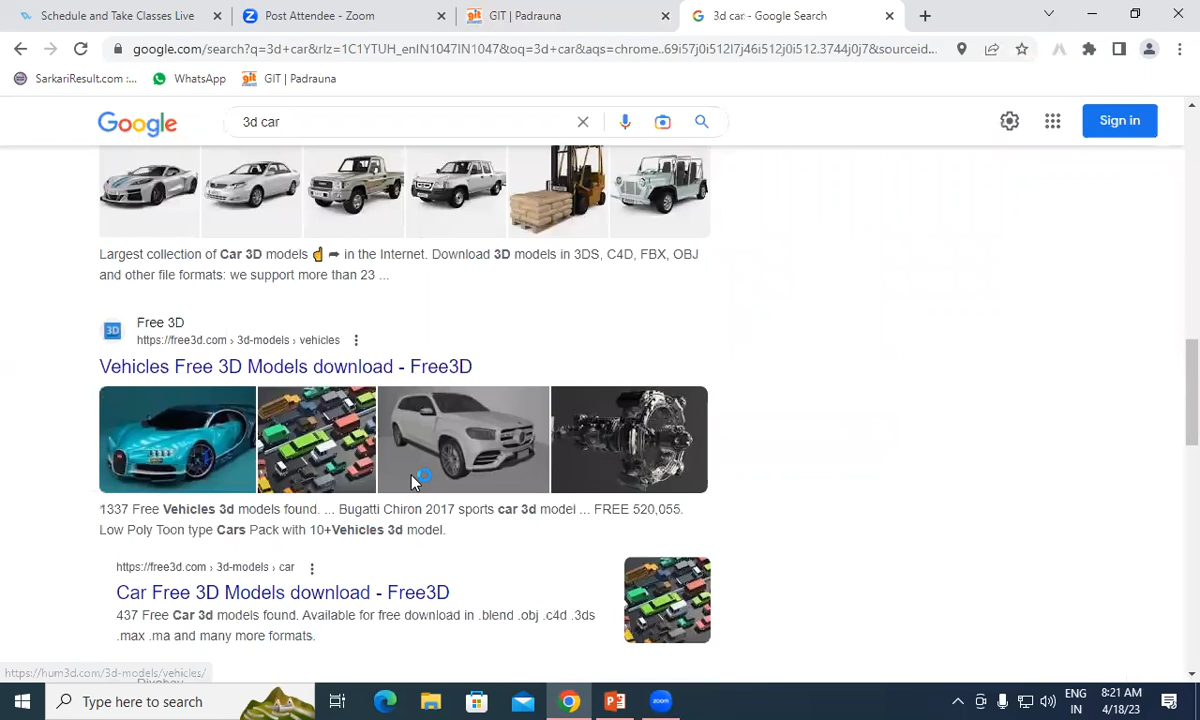 Schedule and Take Classes Live
Post Attendee - Zoom
GIT | Padrauna
3d car - Google Search
google.com/search?q=3d+car&rlz=1C1YTUH_enIN1047IN1047&oq=3d+car&aqs=chrome..69i57j0i512l7j46i512j0i512.3744j0j7&sourceid...
SarkariResult.com :...
WhatsApp
git GIT | Padrauna
Google
3d car
Sign in
Largest collection of Car 3D models ☝ ➦ in the Internet. Download 3D models in 3DS, C4D, FBX, OBJ
and other file formats: we support more than 23 ...
3D
Free 3D
https://free3d.com › 3d-models › vehicles
Vehicles Free 3D Models download - Free3D
1337 Free Vehicles 3d models found. ... Bugatti Chiron 2017 sports car 3d model ... FREE 520,055.
Low Poly Toon type Cars Pack with 10+Vehicles 3d model.
https://free3d.com › 3d-models › car
Car Free 3D Models download - Free3D
437 Free Car 3d models found. Available for free download in .blend .obj .c4d .3ds
.max .ma and many more formats.
https://hum3d.com/3d-models/vehicles/
Type here to search
zoom
ENG
IN
8:21 AM
4/18/23